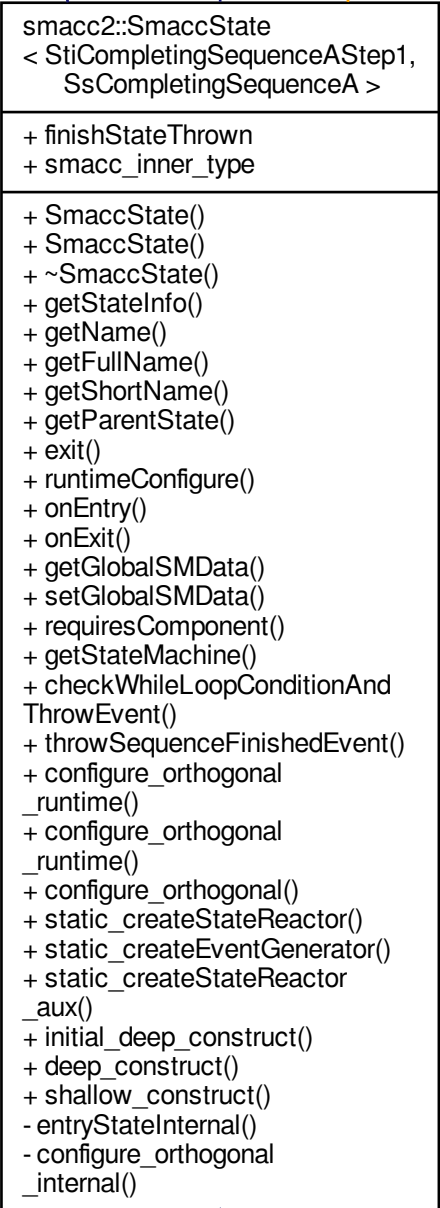 smacc2::SmaccState
< StiCompletingSequenceAStep1,
SsCompletingSequenceA >
+ finishStateThrown
+ smacc_inner_type
+ SmaccState()
+ SmaccState()
+ ~SmaccState()
+ getStateInfo()
+ getName()
+ getFullName()
+ getShortName()
+ getParentState()
+ exit()
+ runtimeConfigure()
+ onEntry()
+ onExit()
+ getGlobalSMData()
+ setGlobalSMData()
+ requiresComponent()
+ getStateMachine()
+ checkWhileLoopConditionAnd
ThrowEvent()
+ throwSequenceFinishedEvent()
+ configure_orthogonal
_runtime()
+ configure_orthogonal
_runtime()
+ configure_orthogonal()
+ static_createStateReactor()
+ static_createEventGenerator()
+ static_createStateReactor
_aux()
+ initial_deep_construct()
+ deep_construct()
+ shallow_construct()
- entryStateInternal()
- configure_orthogonal
_internal()